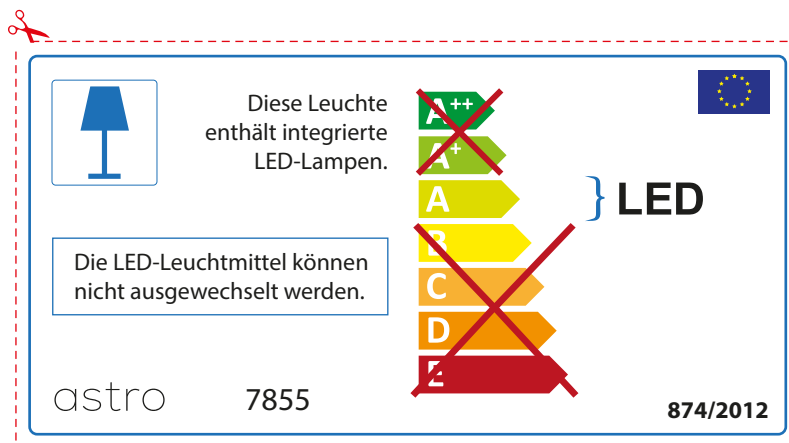 Diese Leuchte
enthält integrierte
LED-Lampen.
Die LED-Leuchtmittel können
nicht ausgewechselt werden.
A++
A+
A
B
C
D
E
LED
astro
7855
874/2012